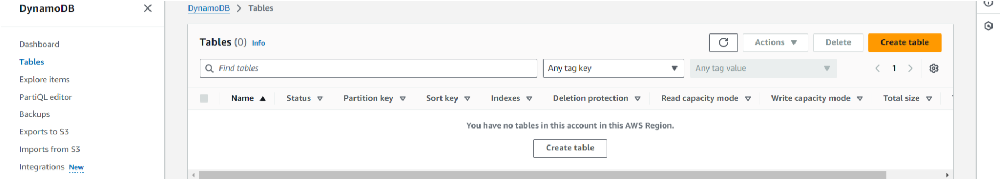 DynamoDB
Dashboard
Tables
Explore items
PartiQL editor
Backups
Exports to S3
Imports from S3
Integrations New
DynamoDB > Tables
Tables (0) Info
Actions
Delete
Create table
Find tables
Any tag key
Any tag value
1
Name Status Partition key Sort key Indexes Deletion protection Read capacity mode Write capacity mode Total size
You have no tables in this account in this AWS Region.
Create table